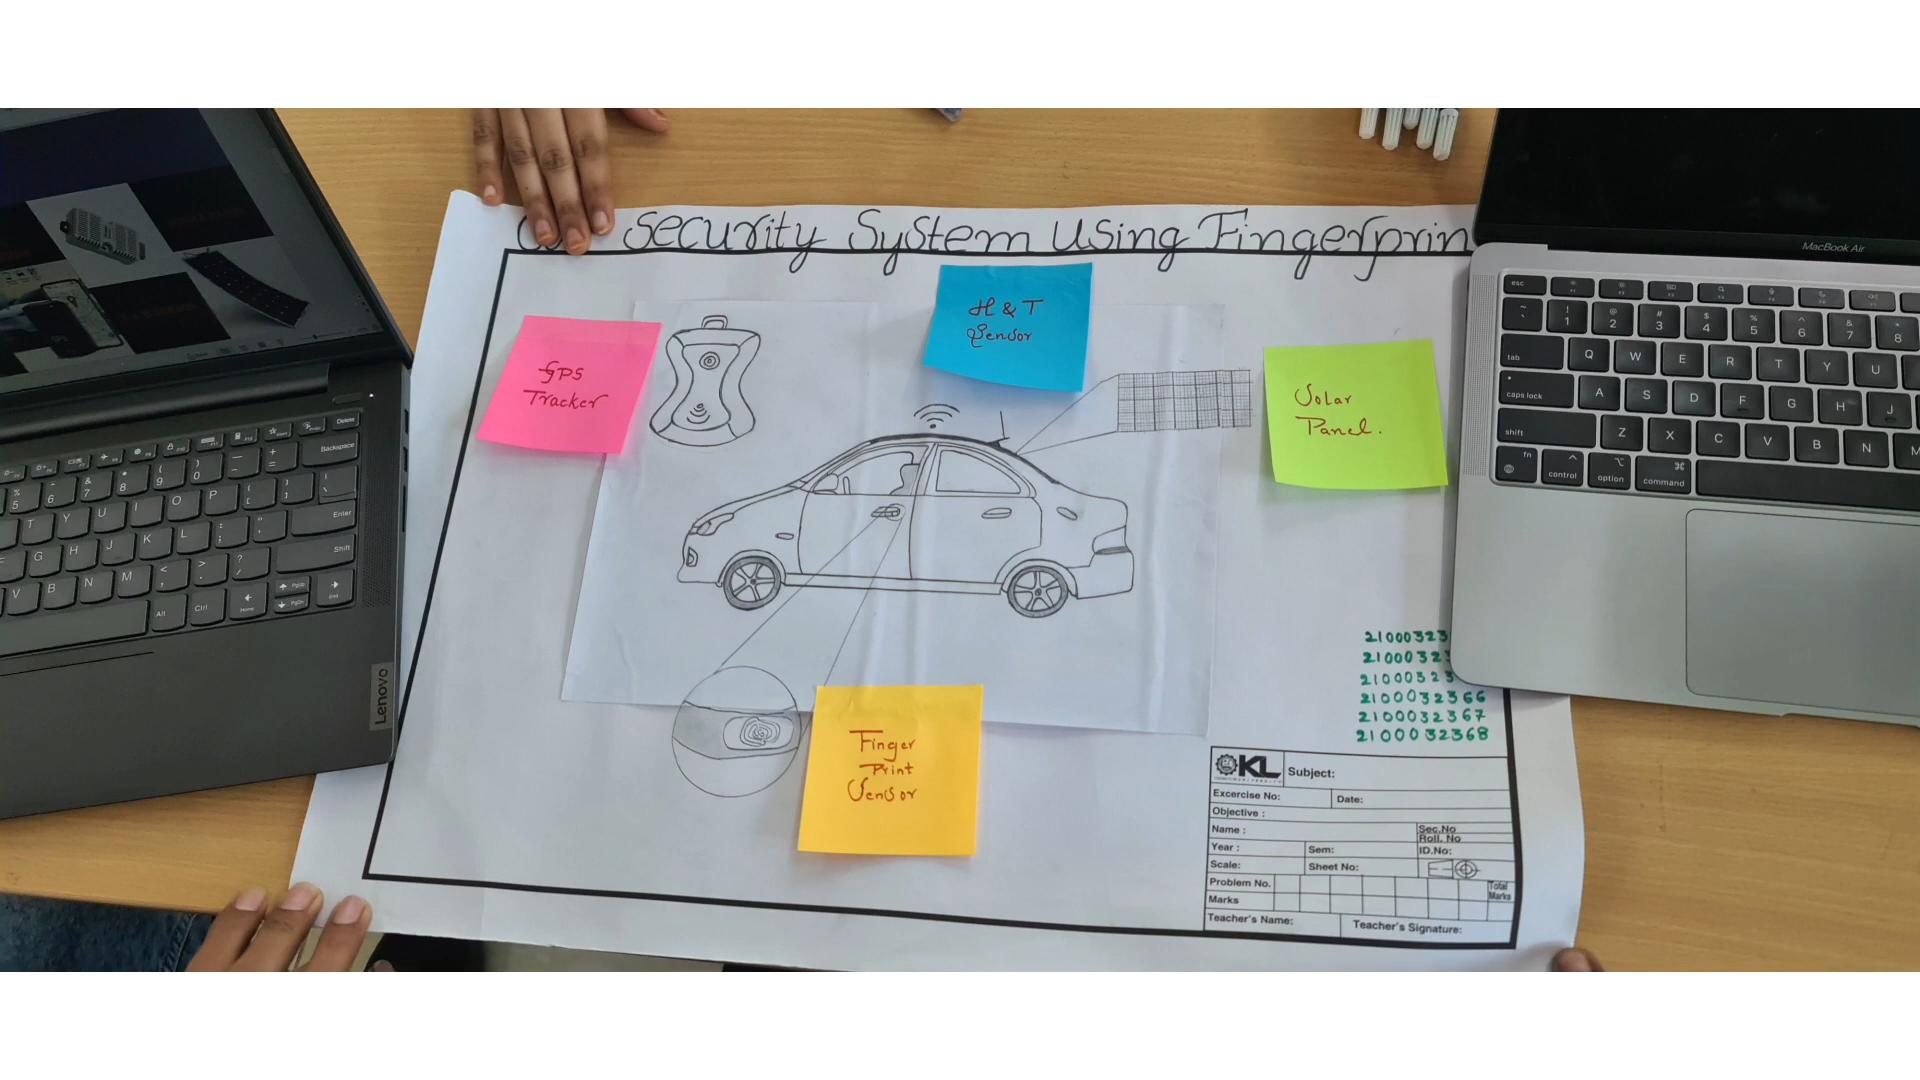 Security System Using Fingerprin
GPS
Tracker
H & T
Sensor
Solar
Panel.
Finger
Print
Sensor
2100032366
2100032367
2100032368
KL
Subject:
Excercise No:
Date:
Objective :
Name :
Sec.No
Roll. No
Year :
Sem:
ID.No:
Scale:
Sheet No:
Problem No.
Total
Marks
Marks
Teacher's Name:
Teacher's Signature:
Lenovo
MacBook Air
esc
tab
caps lock
shift
fn
control
option
command
Q W E R T Y U
A S D F G H J
Z X C V B N M
Delete
Backspace
Enter
Shift
Alt
Ctrl
T Y U I O P
G H J K L
V B N M